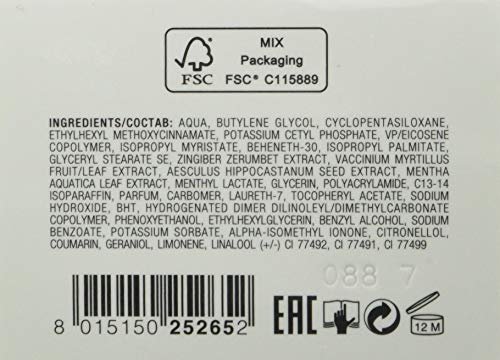 MIX
Packaging
FSC
FSC® C115889
INGREDIENTS/СОСТАВ: AQUA, BUTYLENE GLYCOL, CYCLOPENTASILOXANE,
ETHYLHEXYL METHOXYCINNAMATE, POTASSIUM CETYL PHOSPHATE, VP/EICOSENE
COPOLYMER, ISOPROPYL MYRISTATE, BEHENETH-30, ISOPROPYL PALMITATE,
GLYCERYL STEARATE SE, ZINGIBER ZERUMBET EXTRACT, VACCINIUM MYRTILLUS
FRUIT/LEAF EXTRACT, AESCULUS HIPPOCASTANUM SEED EXTRACT, MENTHA
AQUATICA LEAF EXTRACT, MENTHYL LACTATE, GLYCERIN, POLYACRYLAMIDE, C13-14
ISOPARAFFIN, PARFUM, CARBOMER, LAURETH-7, TOCOPHERYL ACETATE, SODIUM
HYDROXIDE, BHT, HYDROGENATED DIMER DILINOLEYL/DIMETHYLCARBONATE
COPOLYMER, PHENOXYETHANOL, ETHYLHEXYLGLYCERIN, BENZYL ALCOHOL, SODIUM
BENZOATE, POTASSIUM SORBATE, ALPHA-ISOMETHYL IONONE, CITRONELLOL,
COUMARIN, GERANIOL, LIMONENE, LINALOOL (+/-) CI 77492, CI 77491, CI 77499
088 7
8 015150 252652
EAC
12 M